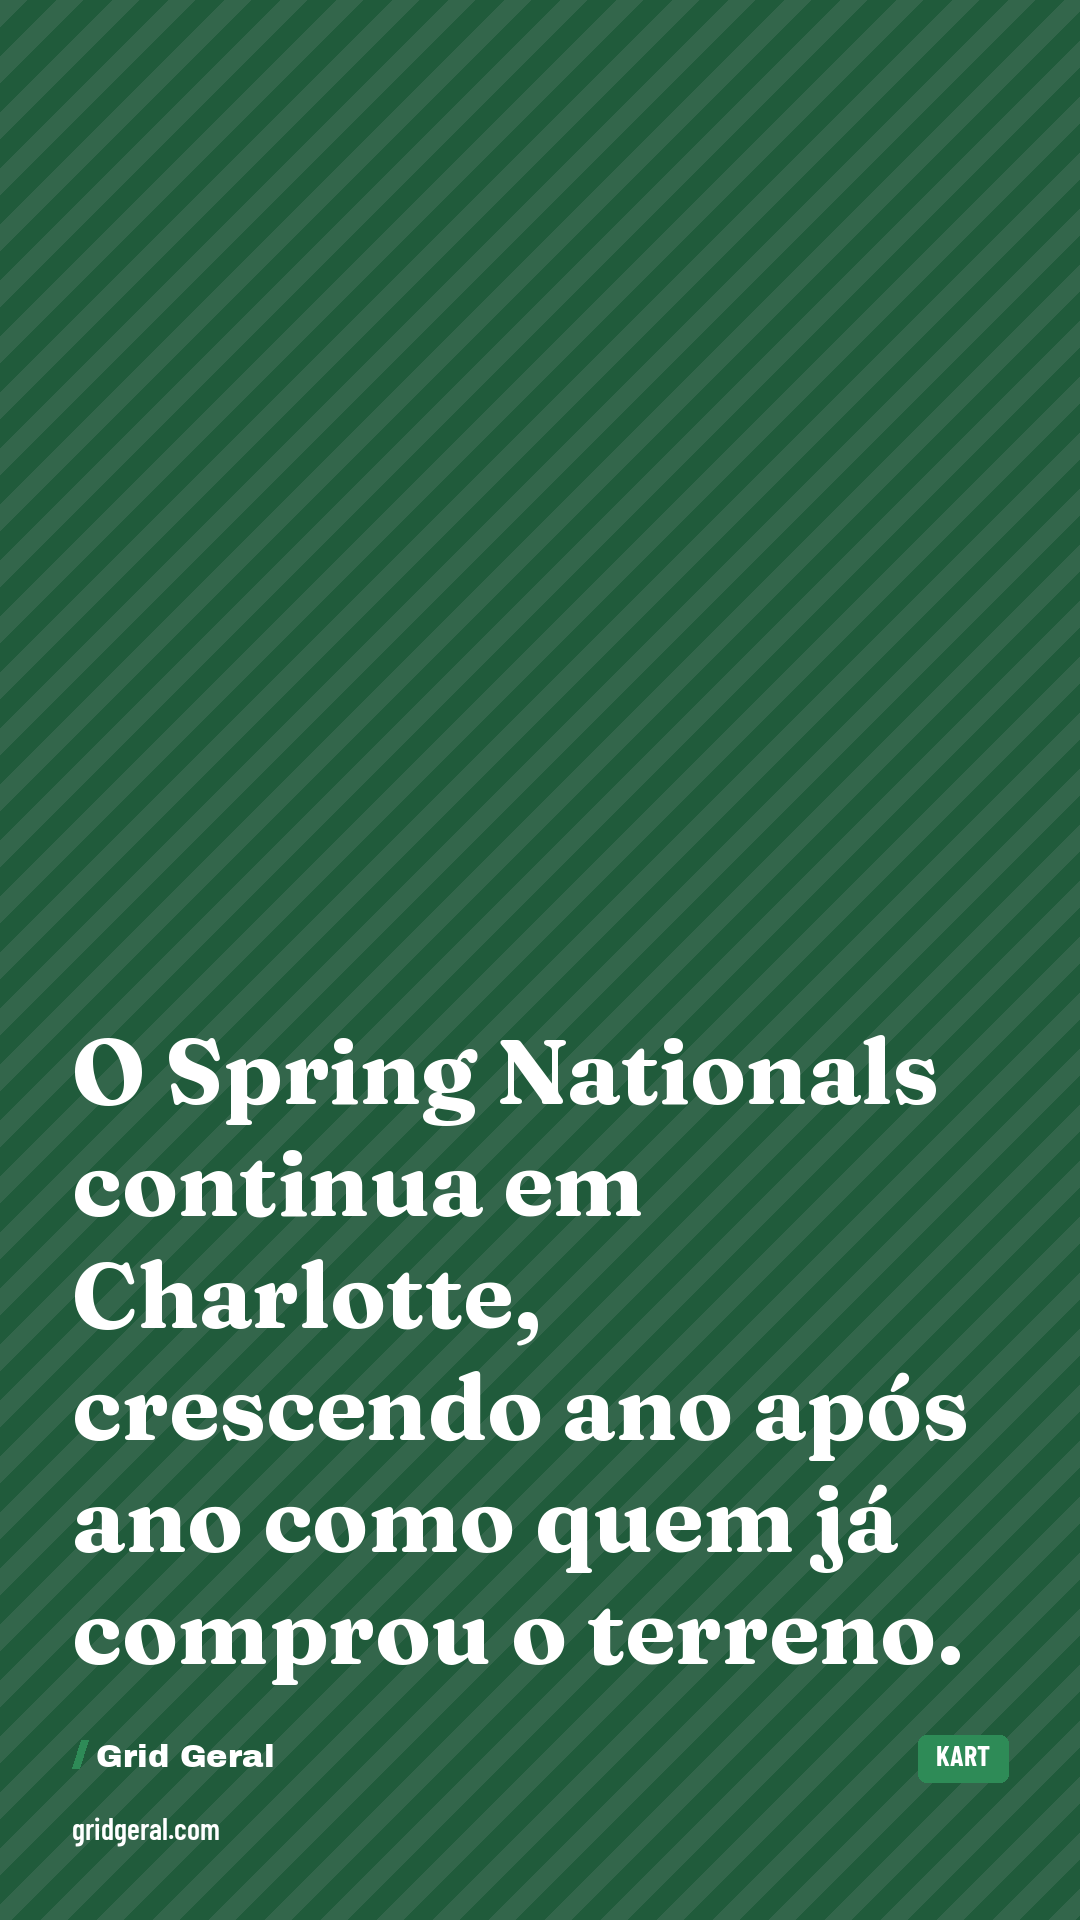 O Spring Nationals
continua em
Charlotte,
crescendo ano após
ano como quem já
comprou o terreno.
/ Grid Geral
KART
gridgeral.com